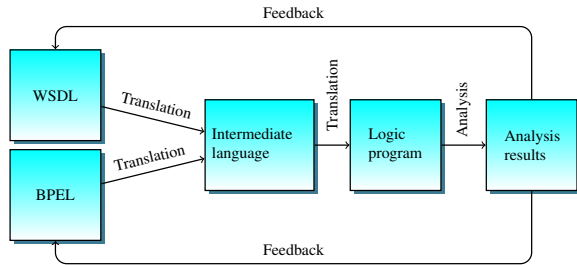 Feedback
WSDL
Translation
Translation
BPEL
Intermediate
language
Translation
Logic
program
Analysis
Analysis
results
Feedback